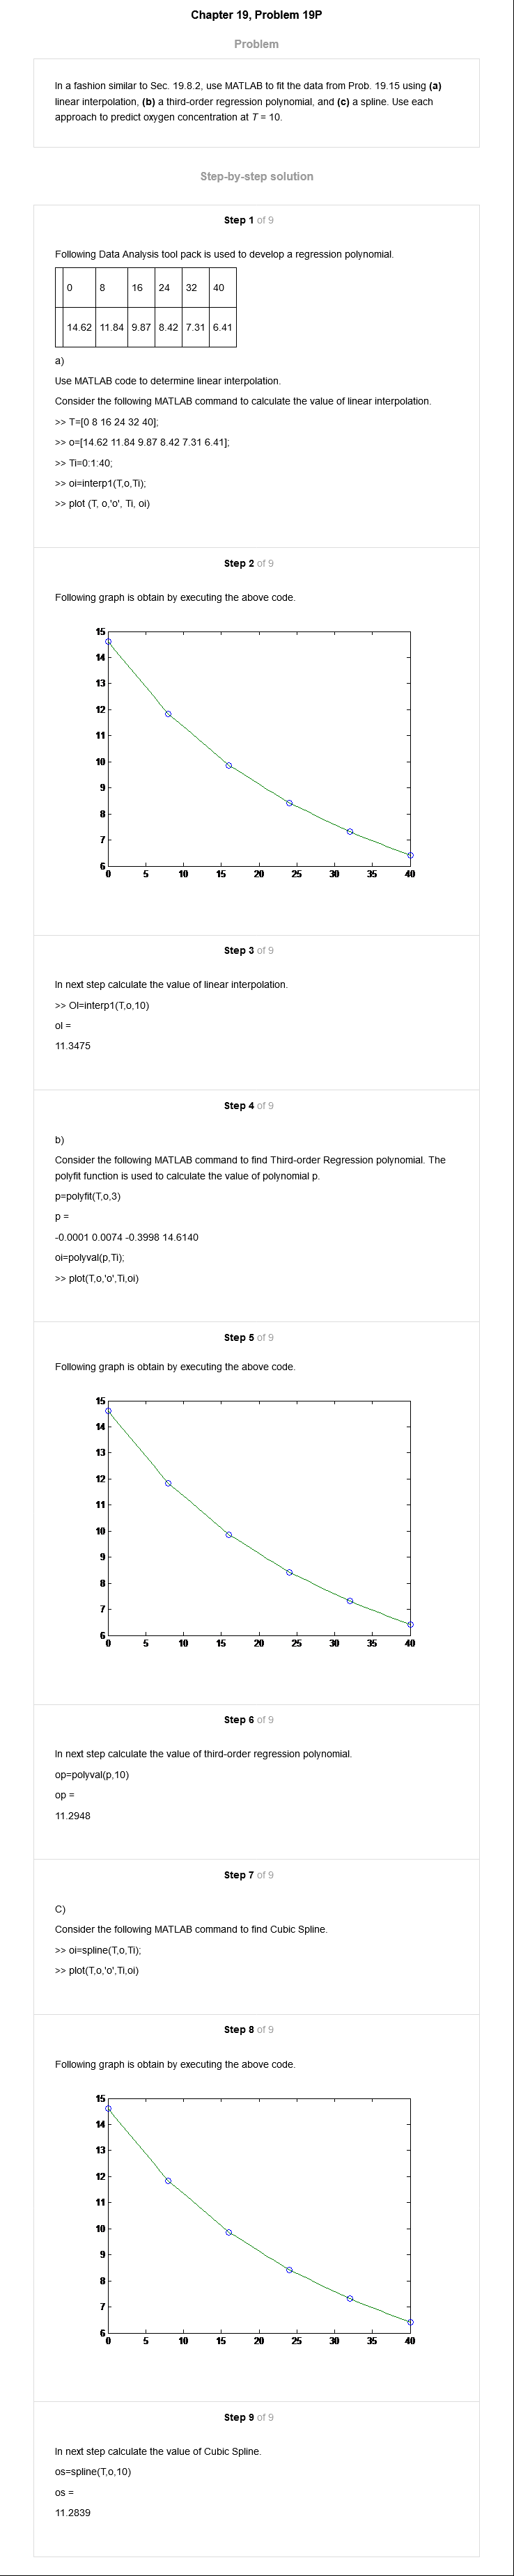 Chapter 19, Problem 19P
Problem
In a fashion similar to Sec. 19.8.2, use MATLAB to fit the data from Prob. 19.15 using (a)
linear interpolation, (b) a third-order regression polynomial, and (c) a spline. Use each
approach to predict oxygen concentration at T = 10.
Step-by-step solution
Step 1 of 9
Following Data Analysis tool pack is used to develop a regression polynomial.
0 8 16 24 32 40
14.62 11.84 9.87 8.42 7.31 6.41
a)
Use MATLAB code to determine linear interpolation.
Consider the following MATLAB command to calculate the value of linear interpolation.
>> T=[0 8 16 24 32 40];
>> o=[14.62 11.84 9.87 8.42 7.31 6.41];
>> Ti=0:1:40;
>> oi=interp1(T,o,Ti);
>> plot (T, o,'o', Ti, oi)
Step 2 of 9
Following graph is obtain by executing the above code.
15
14
13
12
11
10
9
8
7
6
0 5 10 15 20 25 30 35 40
Step 3 of 9
In next step calculate the value of linear interpolation.
>> Ol=interp1(T,o,10)
ol =
11.3475
Step 4 of 9
b)
Consider the following MATLAB command to find Third-order Regression polynomial. The
polyfit function is used to calculate the value of polynomial p.
p=polyfit(T,o,3)
p =
-0.0001 0.0074 -0.3998 14.6140
oi=polyval(p,Ti);
>> plot(T,o,'o',Ti,oi)
Step 5 of 9
Following graph is obtain by executing the above code.
15
14
13
12
11
10
9
8
7
6
0 5 10 15 20 25 30 35 40
Step 6 of 9
In next step calculate the value of third-order regression polynomial.
op=polyval(p,10)
op =
11.2948
Step 7 of 9
C)
Consider the following MATLAB command to find Cubic Spline.
>> oi=spline(T,o,Ti);
>> plot(T,o,'o',Ti,oi)
Step 8 of 9
Following graph is obtain by executing the above code.
15
14
13
12
11
10
9
8
7
6
0 5 10 15 20 25 30 35 40
Step 9 of 9
In next step calculate the value of Cubic Spline.
os=spline(T,o,10)
os =
11.2839